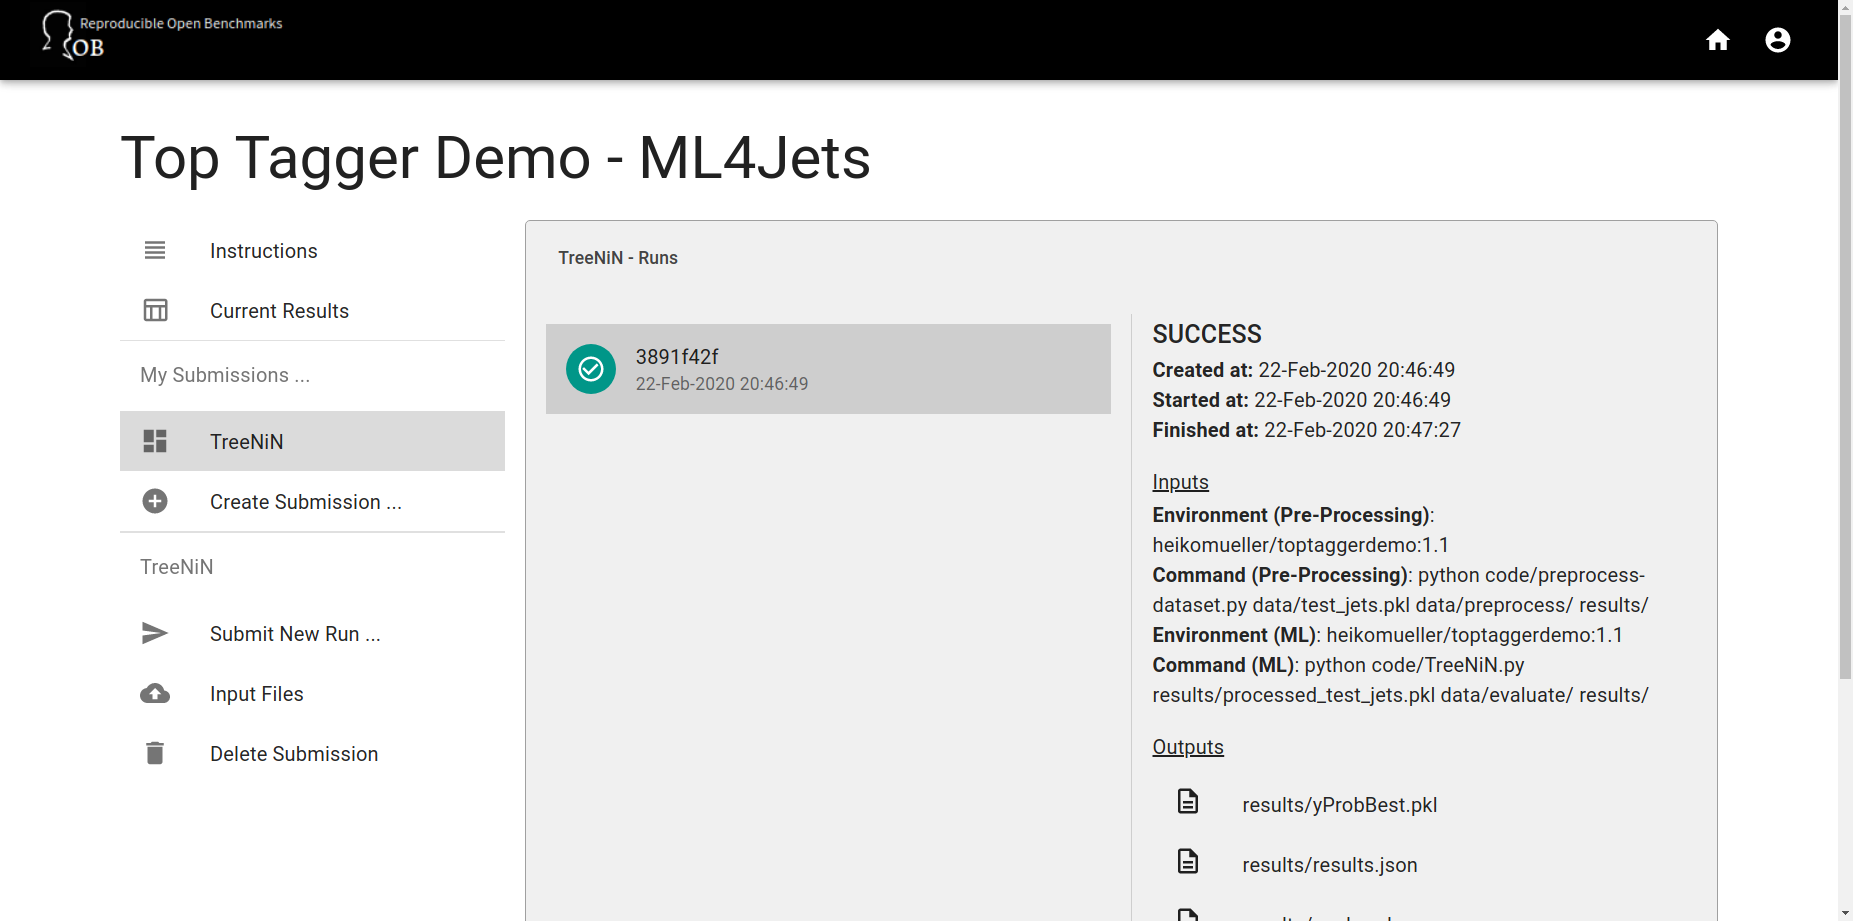 Reproducible Open Benchmarks
OB
Top Tagger Demo - ML4Jets
Instructions
Current Results
My Submissions ...
TreeNiN
Create Submission ...
TreeNiN
Submit New Run ...
Input Files
Delete Submission
TreeNiN - Runs
3891f42f
22-Feb-2020 20:46:49
SUCCESS
Created at: 22-Feb-2020 20:46:49
Started at: 22-Feb-2020 20:46:49
Finished at: 22-Feb-2020 20:47:27
Inputs
Environment (Pre-Processing):
heikomueller/toptaggerdemo:1.1
Command (Pre-Processing): python code/preprocess-
dataset.py data/test_jets.pkl data/preprocess/ results/
Environment (ML): heikomueller/toptaggerdemo:1.1
Command (ML): python code/TreeNiN.py
results/processed_test_jets.pkl data/evaluate/ results/
Outputs
results/yProbBest.pkl
results/results.json